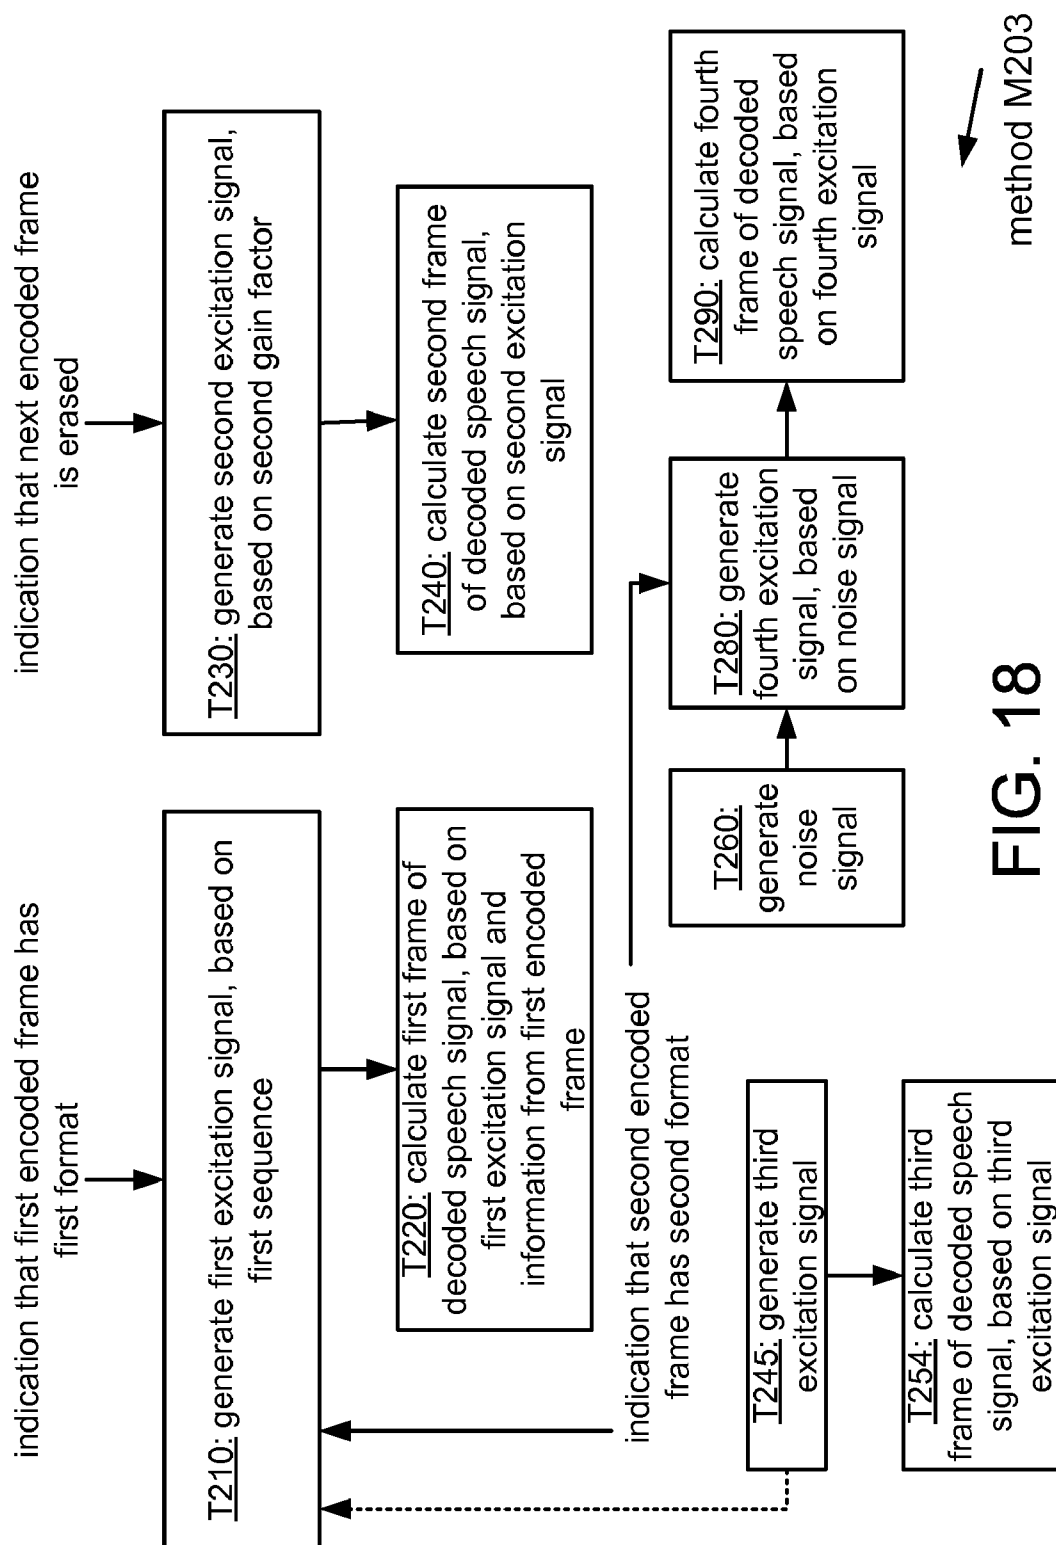 indication that first encoded frame has
first format
T210: generate first excitation signal, based on
first sequence
T220: calculate first frame of
decoded speech signal, based on
first excitation signal and
information from first encoded
frame
indication that next encoded frame
is erased
T230: generate second excitation signal,
based on second gain factor
T240: calculate second frame
of decoded speech signal,
based on second excitation
signal
indication that second encoded
frame has second format
T245: generate third
excitation signal
T254: calculate third
frame of decoded speech
signal, based on third
excitation signal
T260:
generate
noise
signal
T280: generate
fourth excitation
signal, based
on noise signal
T290: calculate fourth
frame of decoded
speech signal, based
on fourth excitation
signal
FIG. 18
method M203